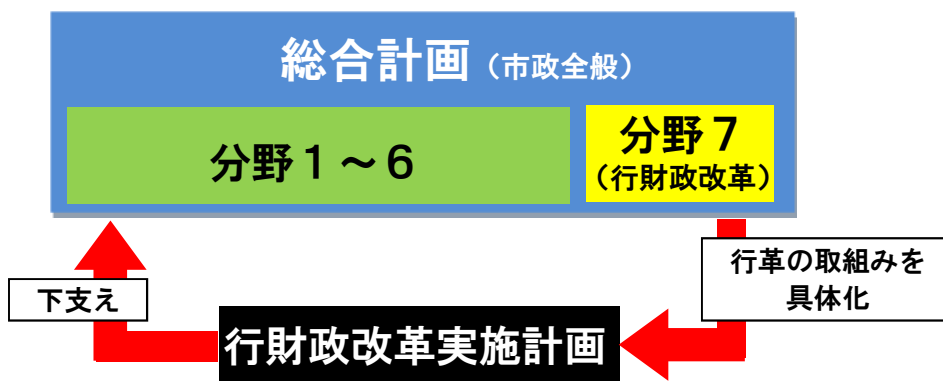 総合計画（市政全般）
分野１～６
分野７
（行財政改革）
行革の取組みを
具体化
下支え
行財政改革実施計画